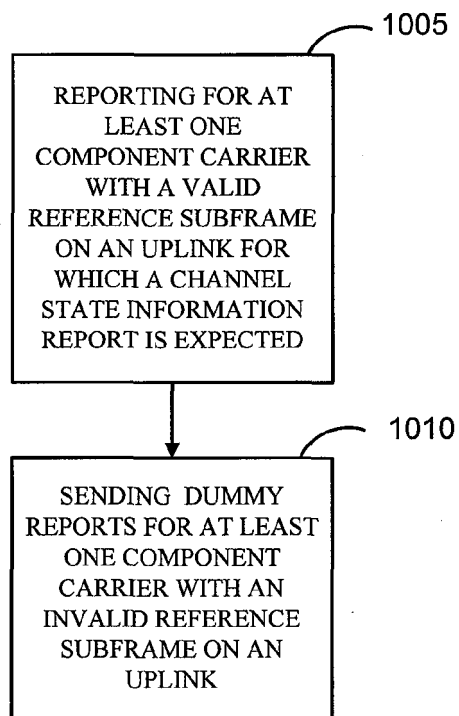 1005
REPORTING FOR AT
LEAST ONE
COMPONENT CARRIER
WITH A VALID
REFERENCE SUBFRAME
ON AN UPLINK FOR
WHICH A CHANNEL
STATE INFORMATION
REPORT IS EXPECTED
1010
SENDING DUMMY
REPORTS FOR AT LEAST
ONE COMPONENT
CARRIER WITH AN
INVALID REFERENCE
SUBFRAME ON AN
UPLINK